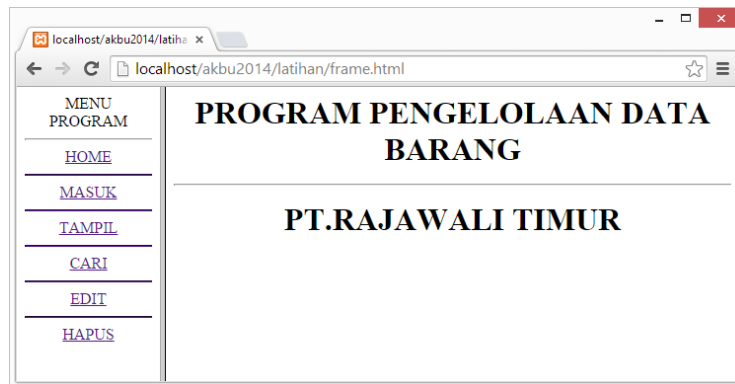 localhost/akbu2014/latiha
localhost/akbu2014/latihan/frame.html
MENU
PROGRAM
HOME
MASUK
TAMPIL
CARI
EDIT
HAPUS
PROGRAM PENGELOLAAN DATA
BARANG
PT.RAJAWALI TIMUR